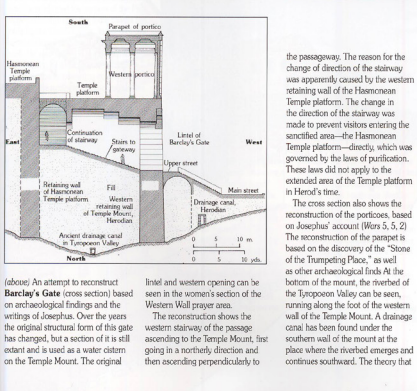 South
Parapet of portico
Hasmonean
Temple
platform
Western portico
Temple
platform
East
Continuation
of stairway
Stairs to
gateway
Lintel of
Barclay's Gate
West
Upper street
Retaining wall
of Hasmonean
Temple platform
Fill
Western
retaining wall
of Temple Mount,
Herodian
Main street
Drainage canal,
Herodian
Ancient drainage canal
in Tyropoeon Valley
North
0 5 10 m.
0 5 10 yds.
(above) An attempt to reconstruct
Barclay's Gate (cross section) based
on archaeological findings and the
writings of Josephus. Over the years
the original structural form of this gate
has changed, but a section of it is still
extant and is used as a water cistern
on the Temple Mount. The original
lintel and western opening can be
seen in the women's section of the
Western Wall prayer area.
The reconstruction shows the
western stairway of the passage
ascending to the Temple Mount, first
going in a northerly direction and
then ascending perpendicularly to
the passageway. The reason for the
change of direction of the stairway
was apparently caused by the western
retaining wall of the Hasmonean
Temple platform. The change in
the direction of the stairway was
made to prevent visitors entering the
sanctified area—the Hasmonean
Temple platform—directly, which was
governed by the laws of purification.
These laws did not apply to the
extended area of the Temple platform
in Herod's time.
The cross section also shows the
reconstruction of the porticoes, based
on Josephus' account (Wars 5, 5, 2)
The reconstruction of the parapet is
based on the discovery of the "Stone
of the Trumpeting Place," as well
as other archaeological finds At the
bottom of the mount, the riverbed of
the Tyropoeon Valley can be seen,
running along the foot of the western
wall of the Temple Mount. A drainage
canal has been found under the
southern wall of the mount at the
place where the riverbed emerges and
continues southward. The theory that